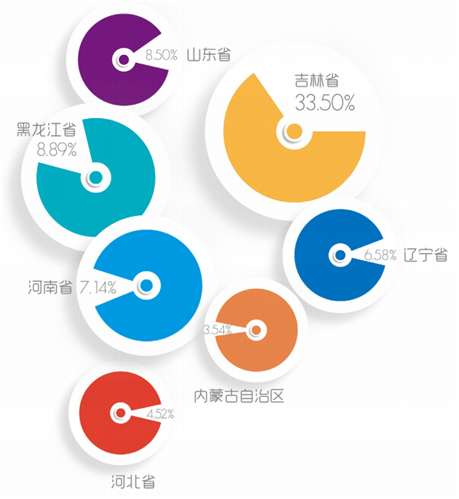 8.50% 山东省
吉林省
33.50%
黑龙江省
8.89%
6.58% 辽宁省
河南省 7.14%
3.54%
内蒙古自治区
4.52%
河北省